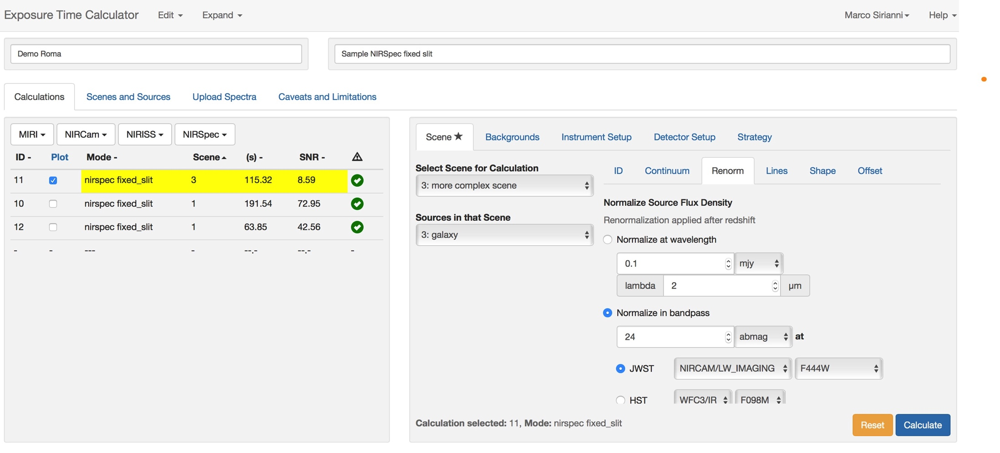 Exposure Time Calculator Edit Expand Marco Sirianni Help
Demo Roma Sample NIRSpec fixed slit
Calculations Scenes and Sources Upload Spectra Caveats and Limitations
MIRI NIRCam NIRISS NIRSpec
ID - Plot Mode - Scene (s) - SNR -
11 nirspec fixed_slit 3 115.32 8.59
10 nirspec fixed_slit 1 191.54 72.95
12 nirspec fixed_slit 1 63.85 42.56
- - --- - --.- --.- -
Scene★ Backgrounds Instrument Setup Detector Setup Strategy
Select Scene for Calculation
3: more complex scene
Sources in that Scene
3: galaxy
ID Continuum Renorm Lines Shape Offset
Normalize Source Flux Density
Renormalization applied after redshift
Normalize at wavelength
0.1 mjy
lambda 2 µm
Normalize in bandpass
24 abmag at
JWST NIRCAM/LW_IMAGING F444W
HST WFC3/IR F098M
Calculation selected: 11, Mode: nirspec fixed_slit
Reset Calculate